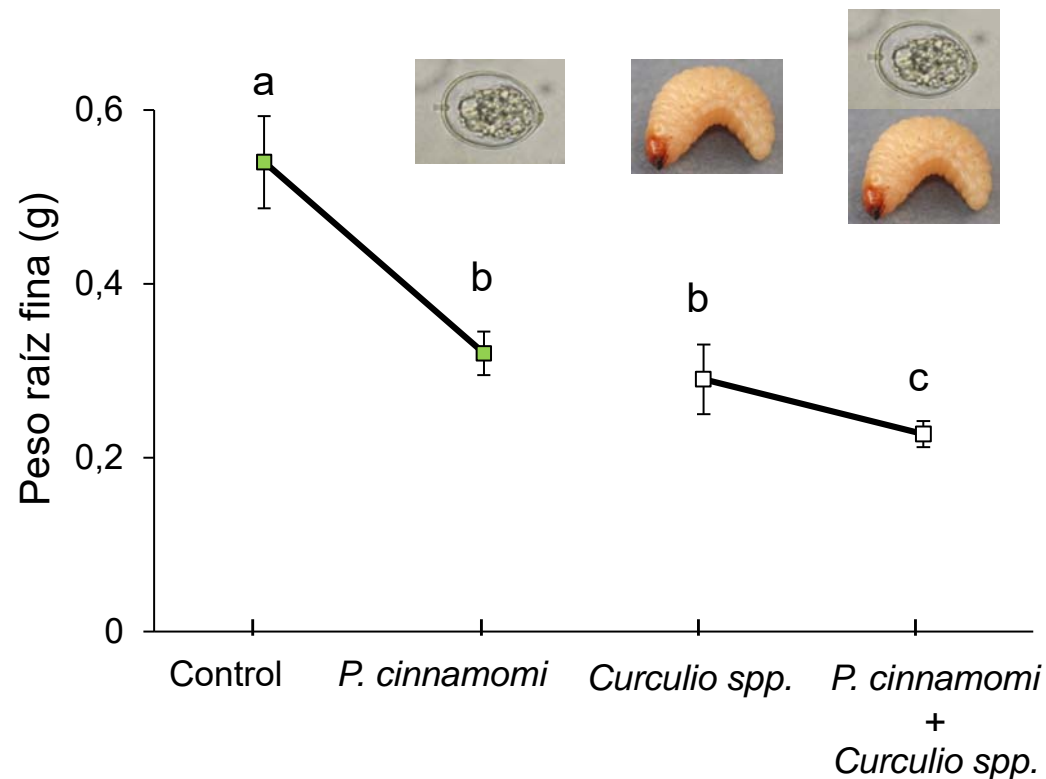 a
0,6
b
0,4
b
c
0,2
0
Peso raíz fina (g)
Control
P. cinnamomi
Curculio spp.
P. cinnamomi
+
Curculio spp.